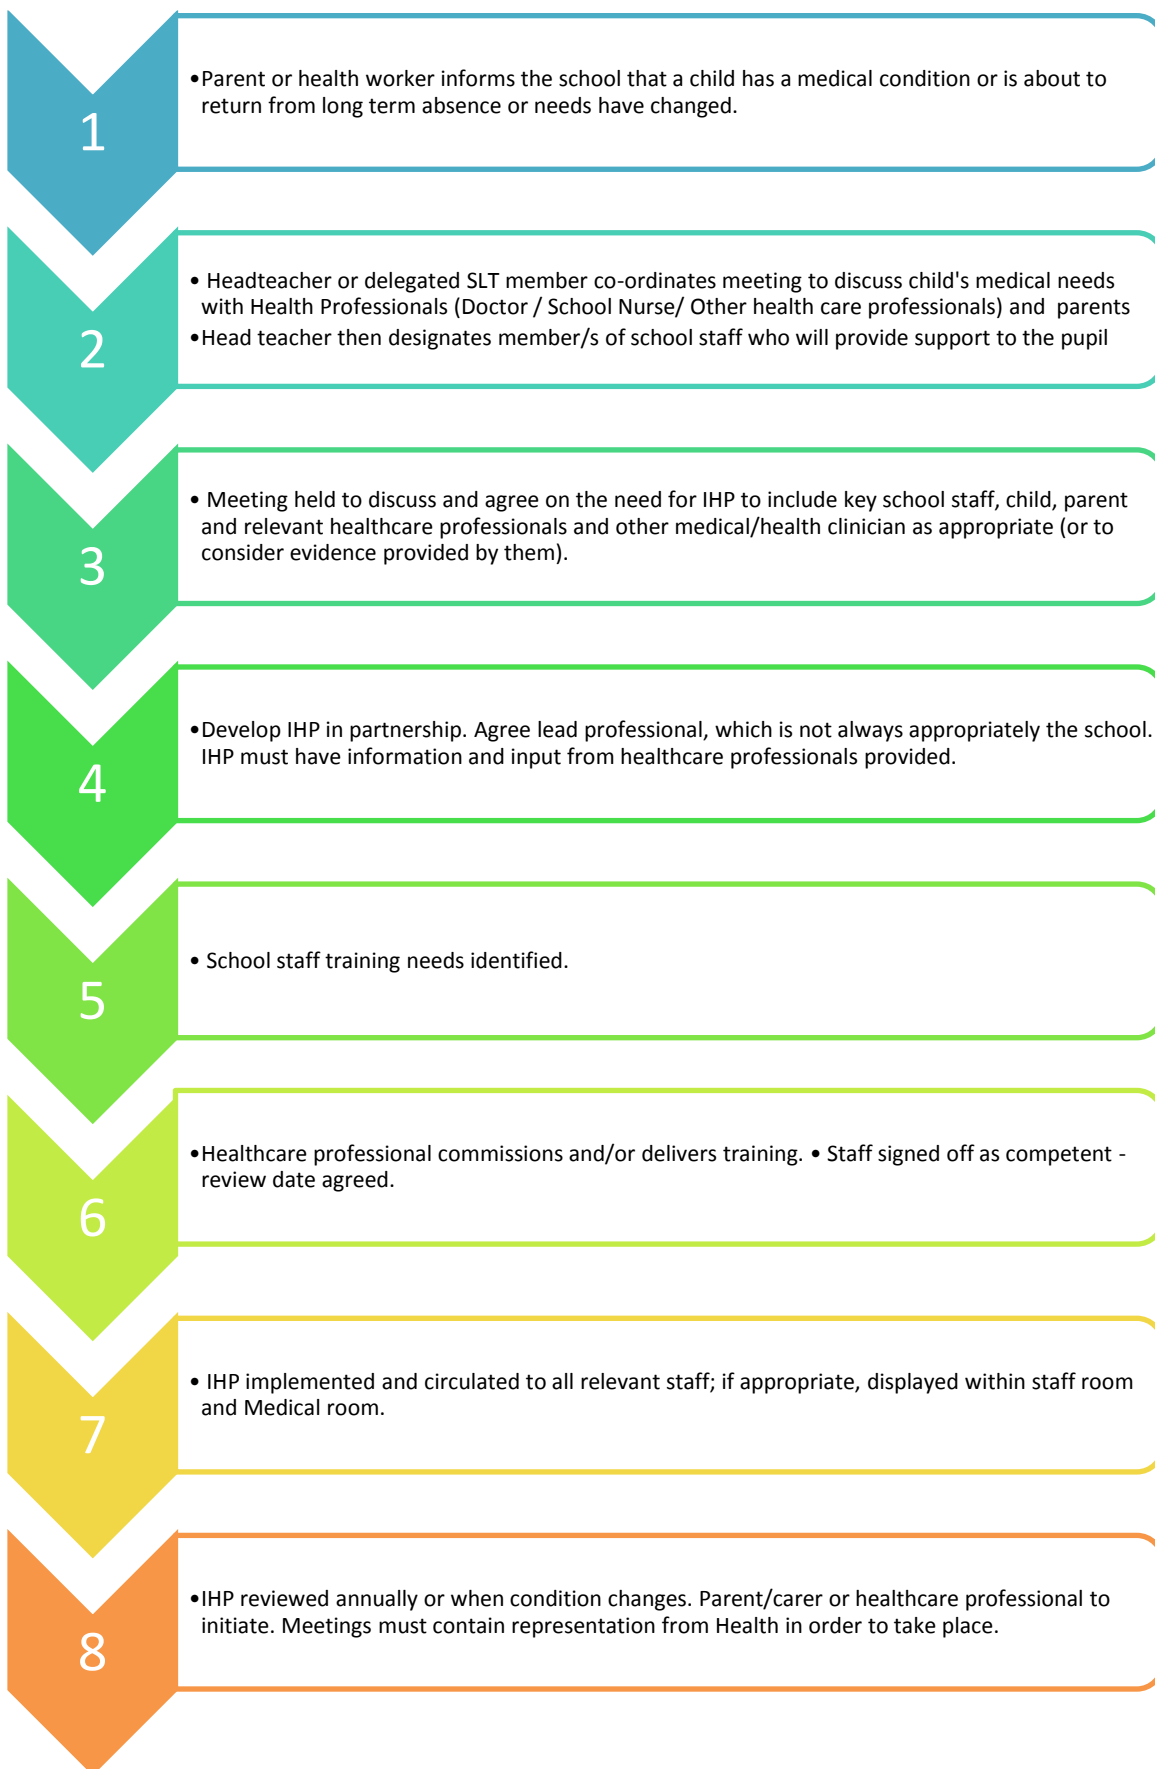 1
•Parent or health worker informs the school that a child has a medical condition or is about to
return from long term absence or needs have changed.
2
• Headteacher or delegated SLT member co-ordinates meeting to discuss child's medical needs
with Health Professionals (Doctor / School Nurse/ Other health care professionals) and parents
•Head teacher then designates member/s of school staff who will provide support to the pupil
3
• Meeting held to discuss and agree on the need for IHP to include key school staff, child, parent
and relevant healthcare professionals and other medical/health clinician as appropriate (or to
consider evidence provided by them).
4
•Develop IHP in partnership. Agree lead professional, which is not always appropriately the school.
IHP must have information and input from healthcare professionals provided.
5
• School staff training needs identified.
6
•Healthcare professional commissions and/or delivers training. • Staff signed off as competent -
review date agreed.
7
• IHP implemented and circulated to all relevant staff; if appropriate, displayed within staff room
and Medical room.
8
•IHP reviewed annually or when condition changes. Parent/carer or healthcare professional to
initiate. Meetings must contain representation from Health in order to take place.